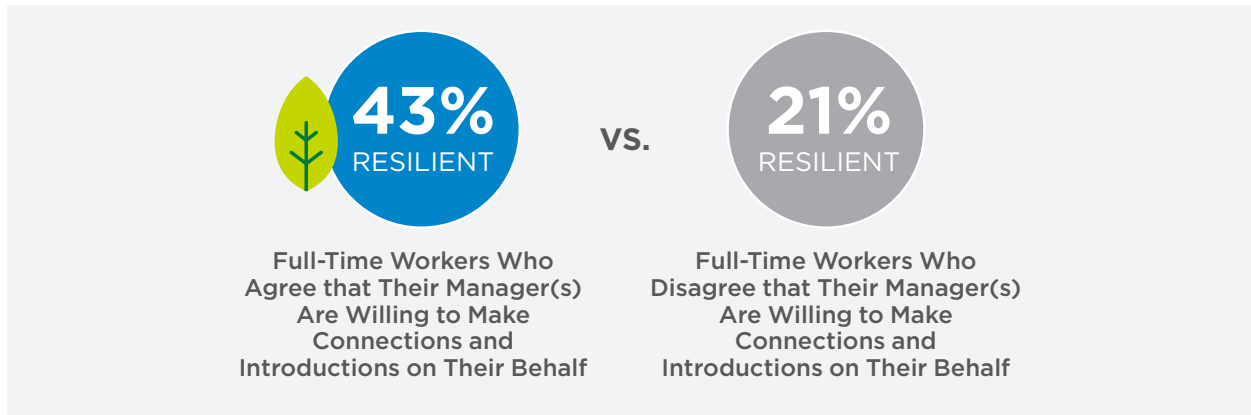 43%
RESILIENT
vs.
21%
RESILIENT
Full-Time Workers Who
Agree that Their Manager(s)
Are Willing to Make
Connections and
Introductions on Their Behalf
Full-Time Workers Who
Disagree that Their Manager(s)
Are Willing to Make
Connections and
Introductions on Their Behalf